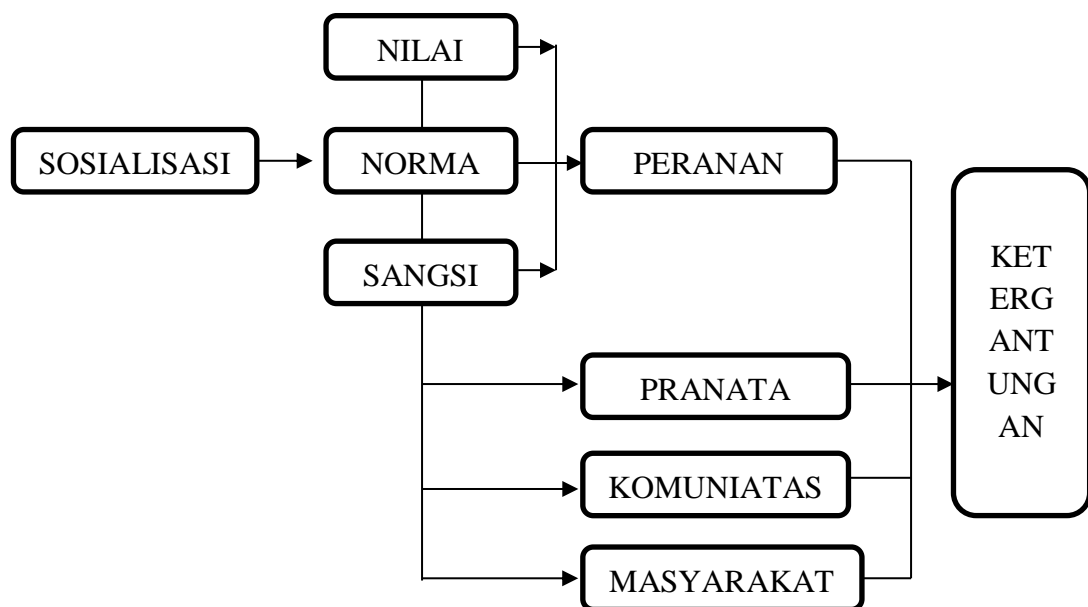 NILAI
SOSIALISASI
NORMA
PERANAN
SANGSI
KET
ERG
ANT
UNG
AN
PRANATA
KOMUNIATAS
MASYARAKAT